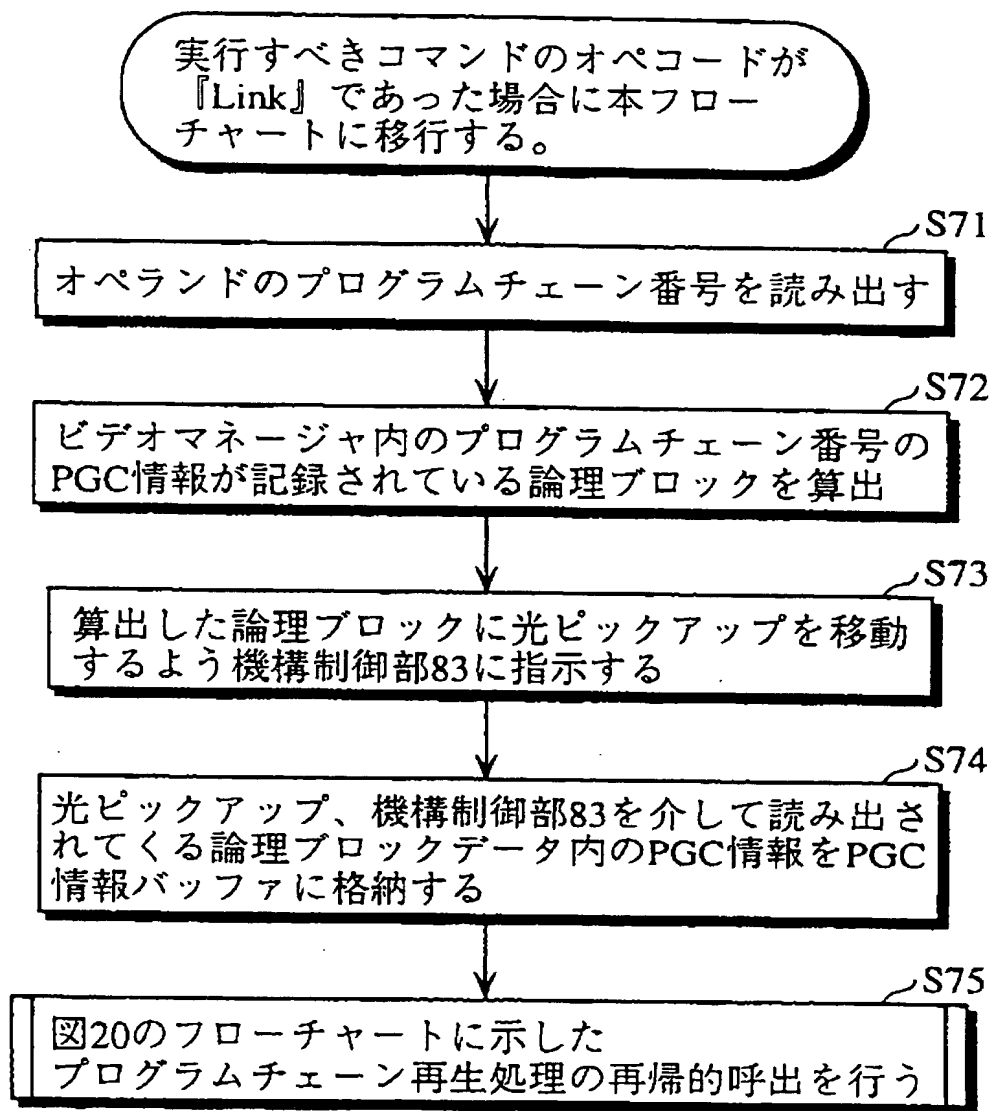 実行すべきコマンドのオペコードが
『Link』であった場合に本フロー
チャートに移行する。
S71
オペランドのプログラムチェーン番号を読み出す
S72
ビデオマネージャ内のプログラムチェーン番号の
PGC情報が記録されている論理ブロックを算出
S73
算出した論理ブロックに光ピックアップを移動
するよう機構制御部83に指示する
S74
光ピックアップ、機構制御部83を介して読み出さ
れてくる論理ブロックデータ内のPGC情報をPGC
情報バッファに格納する
S75
図20のフローチャートに示した
プログラムチェーン再生処理の再帰的呼出を行う